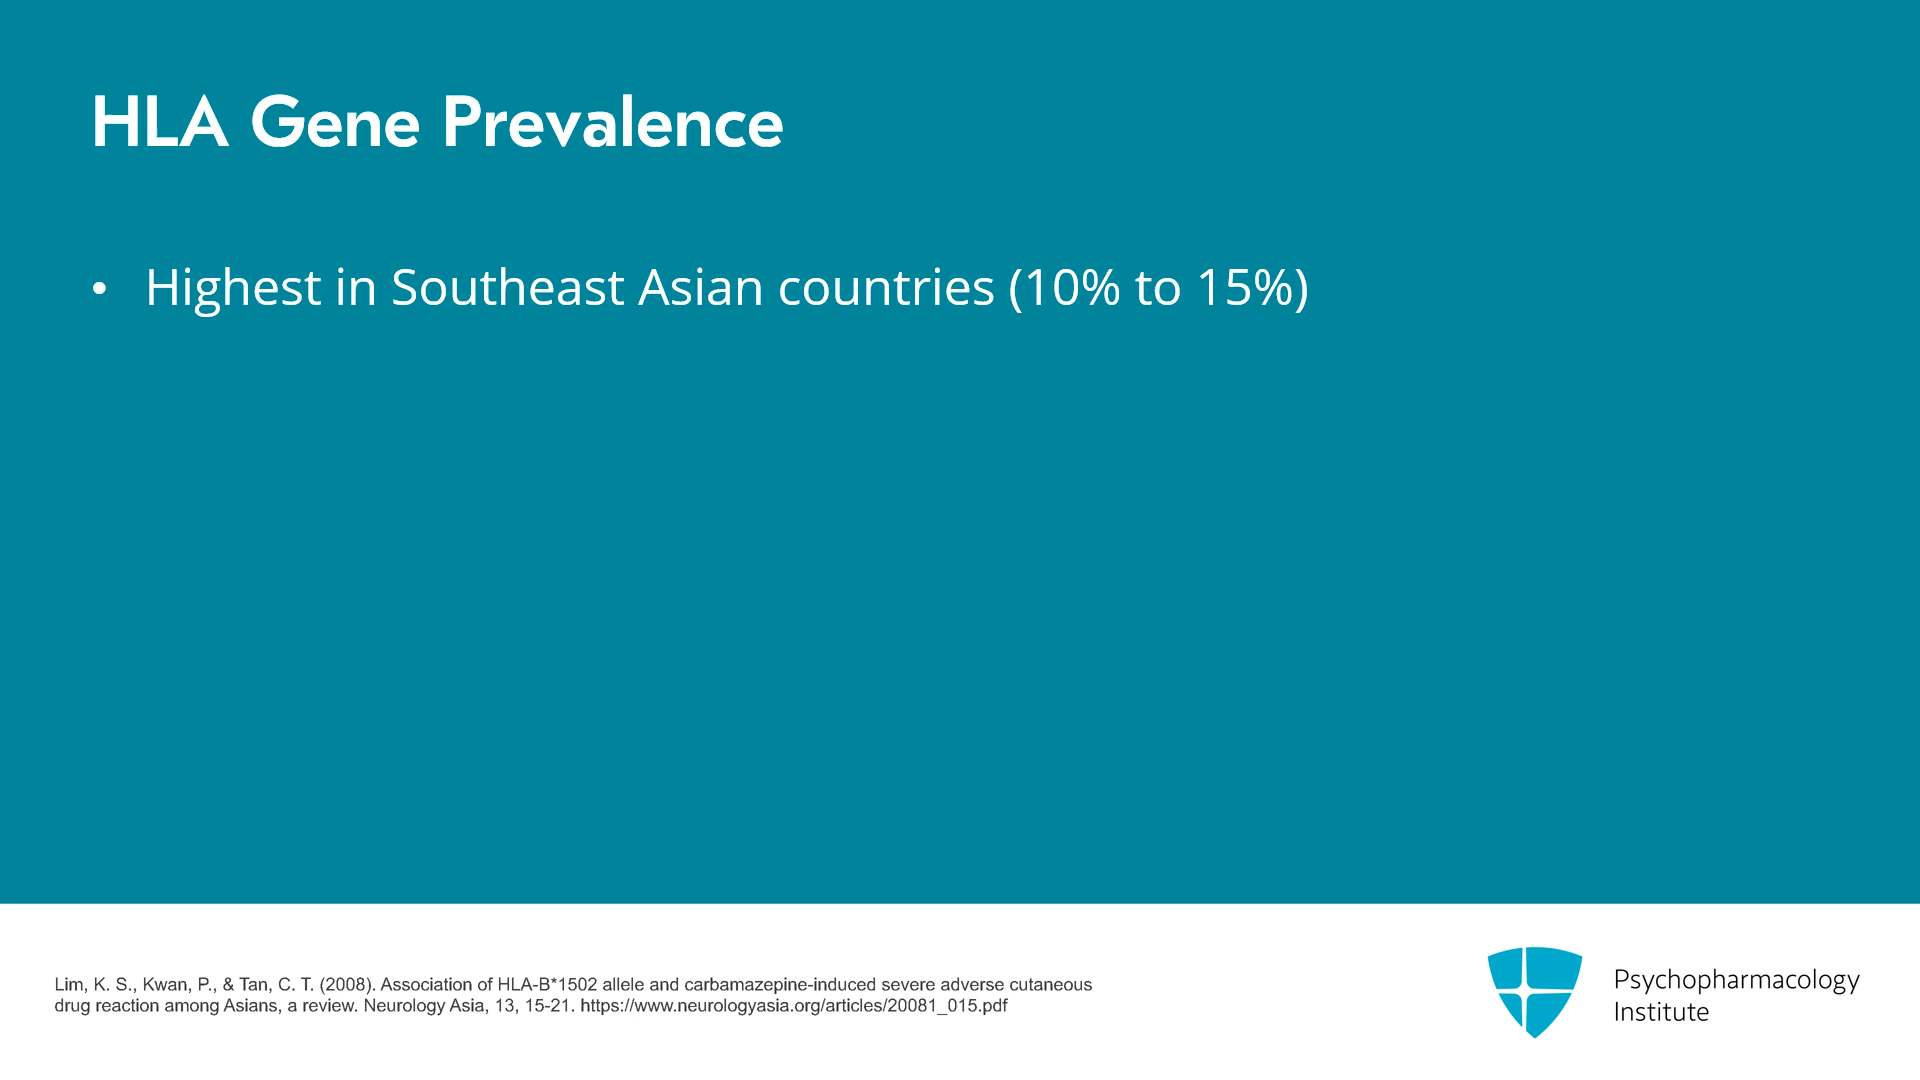 HLA Gene Prevalence
• Highest in Southeast Asian countries (10% to 15%)
Lim, K. S., Kwan, P., & Tan, C. T. (2008). Association of HLA-B*1502 allele and carbamazepine-induced severe adverse cutaneous
drug reaction among Asians, a review. Neurology Asia, 13, 15-21. https://www.neurologyasia.org/articles/20081_015.pdf
Psychopharmacology
Institute